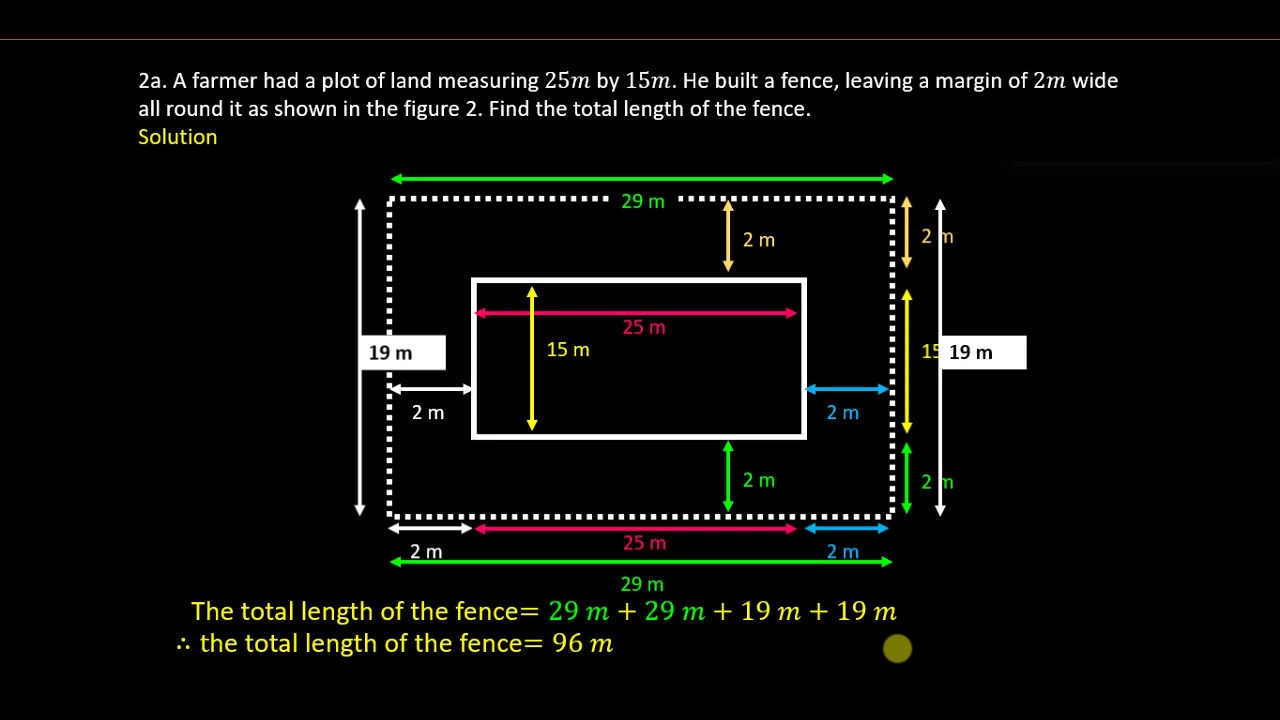 2a. A farmer had a plot of land measuring 25m by 15m. He built a fence, leaving a margin of 2m wide
all round it as shown in the figure 2. Find the total length of the fence.
Solution
29 m
2 m
2 m
25 m
15 m
19 m
15
19 m
2 m
2 m
2 m
2 m
2 m
25 m
2 m
29 m
The total length of the fence= 29 m + 29 m + 19 m + 19 m
∴ the total length of the fence= 96 m